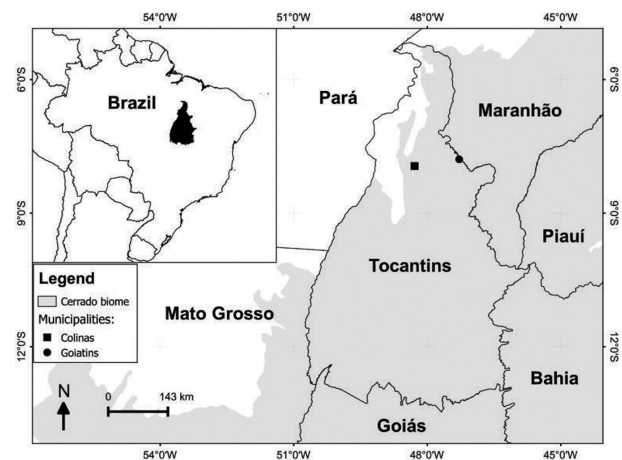 54°0'W 51°0'W 48°0'W 45°0'W
6°0'S
9°0'S
12°0'S
Brazil
Pará
Maranhão
Piauí
Tocantins
Mato Grosso
Bahia
Goiás
Legend
Cerrado biome
Municipalities:
Colinas
Goiatins
N
0 143 km
6°0'S
9°0'S
12°0'S
54°0'W 51°0'W 48°0'W 45°0'W